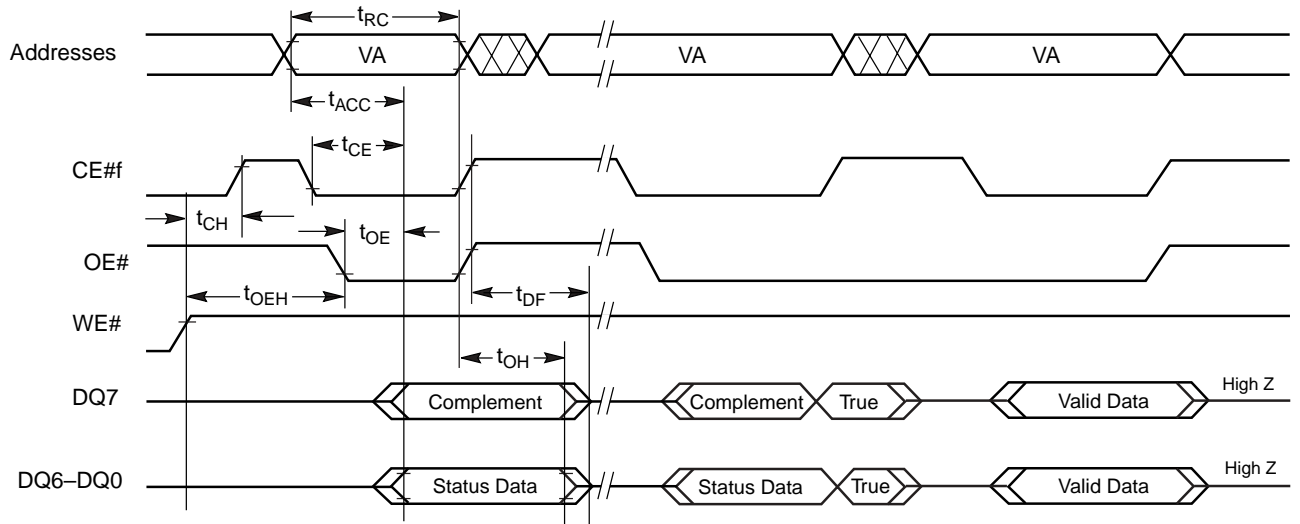 tRC
Addresses VA VA VA
tACC
tCE
CE#f
tCH tOE
OE#
tOEH tDF
WE#
tOH
DQ7 Complement Complement True Valid Data High Z
DQ6–DQ0 Status Data Status Data True Valid Data High Z